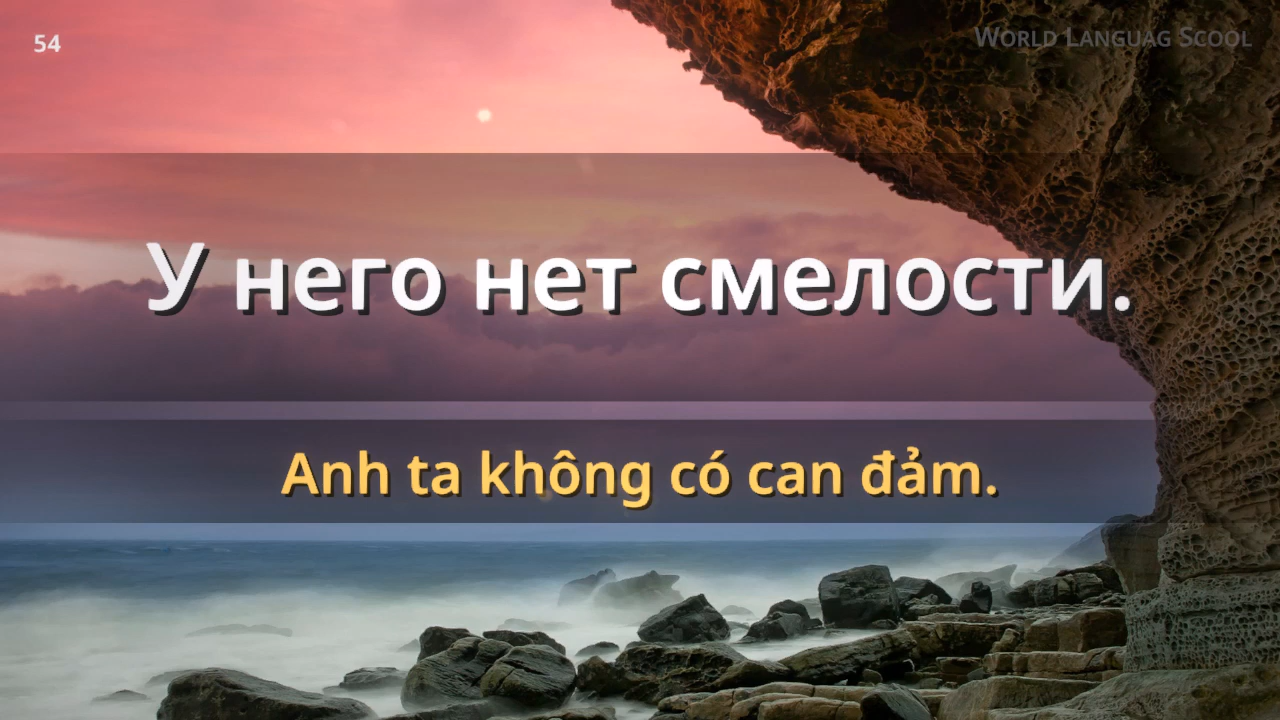 54
World Languag Scool
У него нет смелости.
Anh ta không có can đảm.